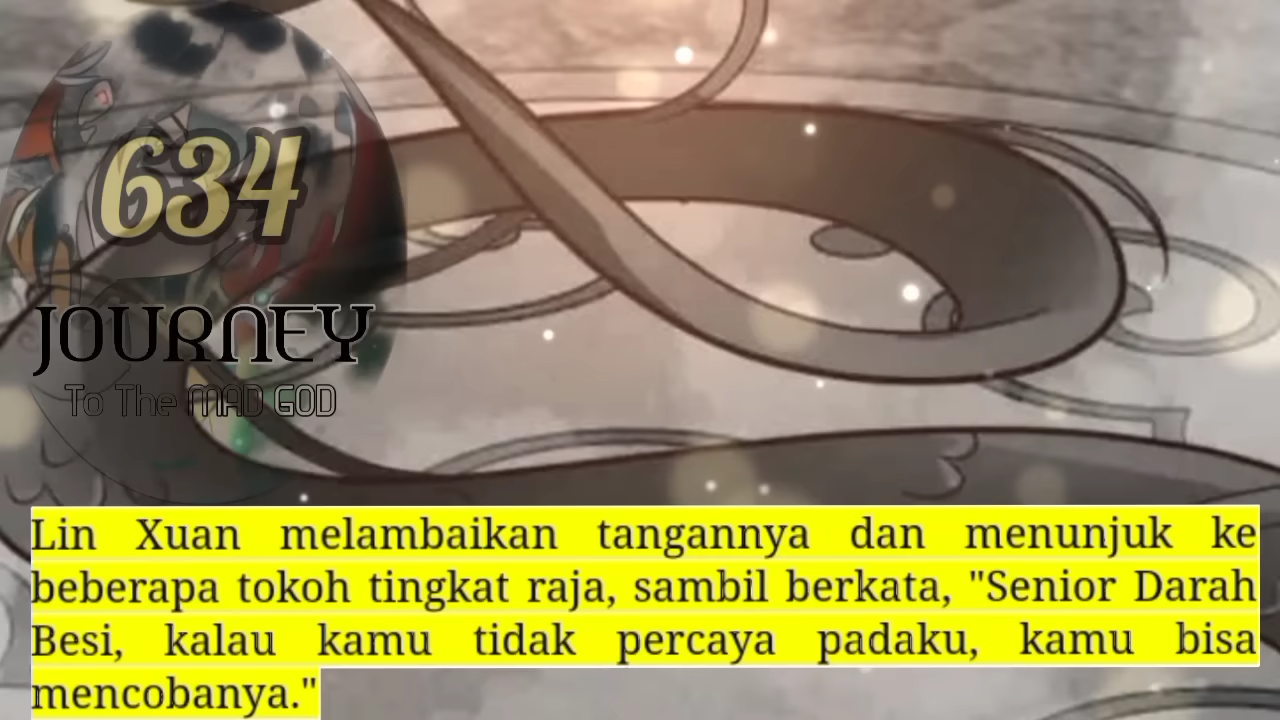 634
JOURNEY
To The MAD GOD
Lin Xuan melambaikan tangannya dan menunjuk ke
beberapa tokoh tingkat raja, sambil berkata, "Senior Darah
Besi, kalau kamu tidak percaya padaku, kamu bisa
mencobanya."